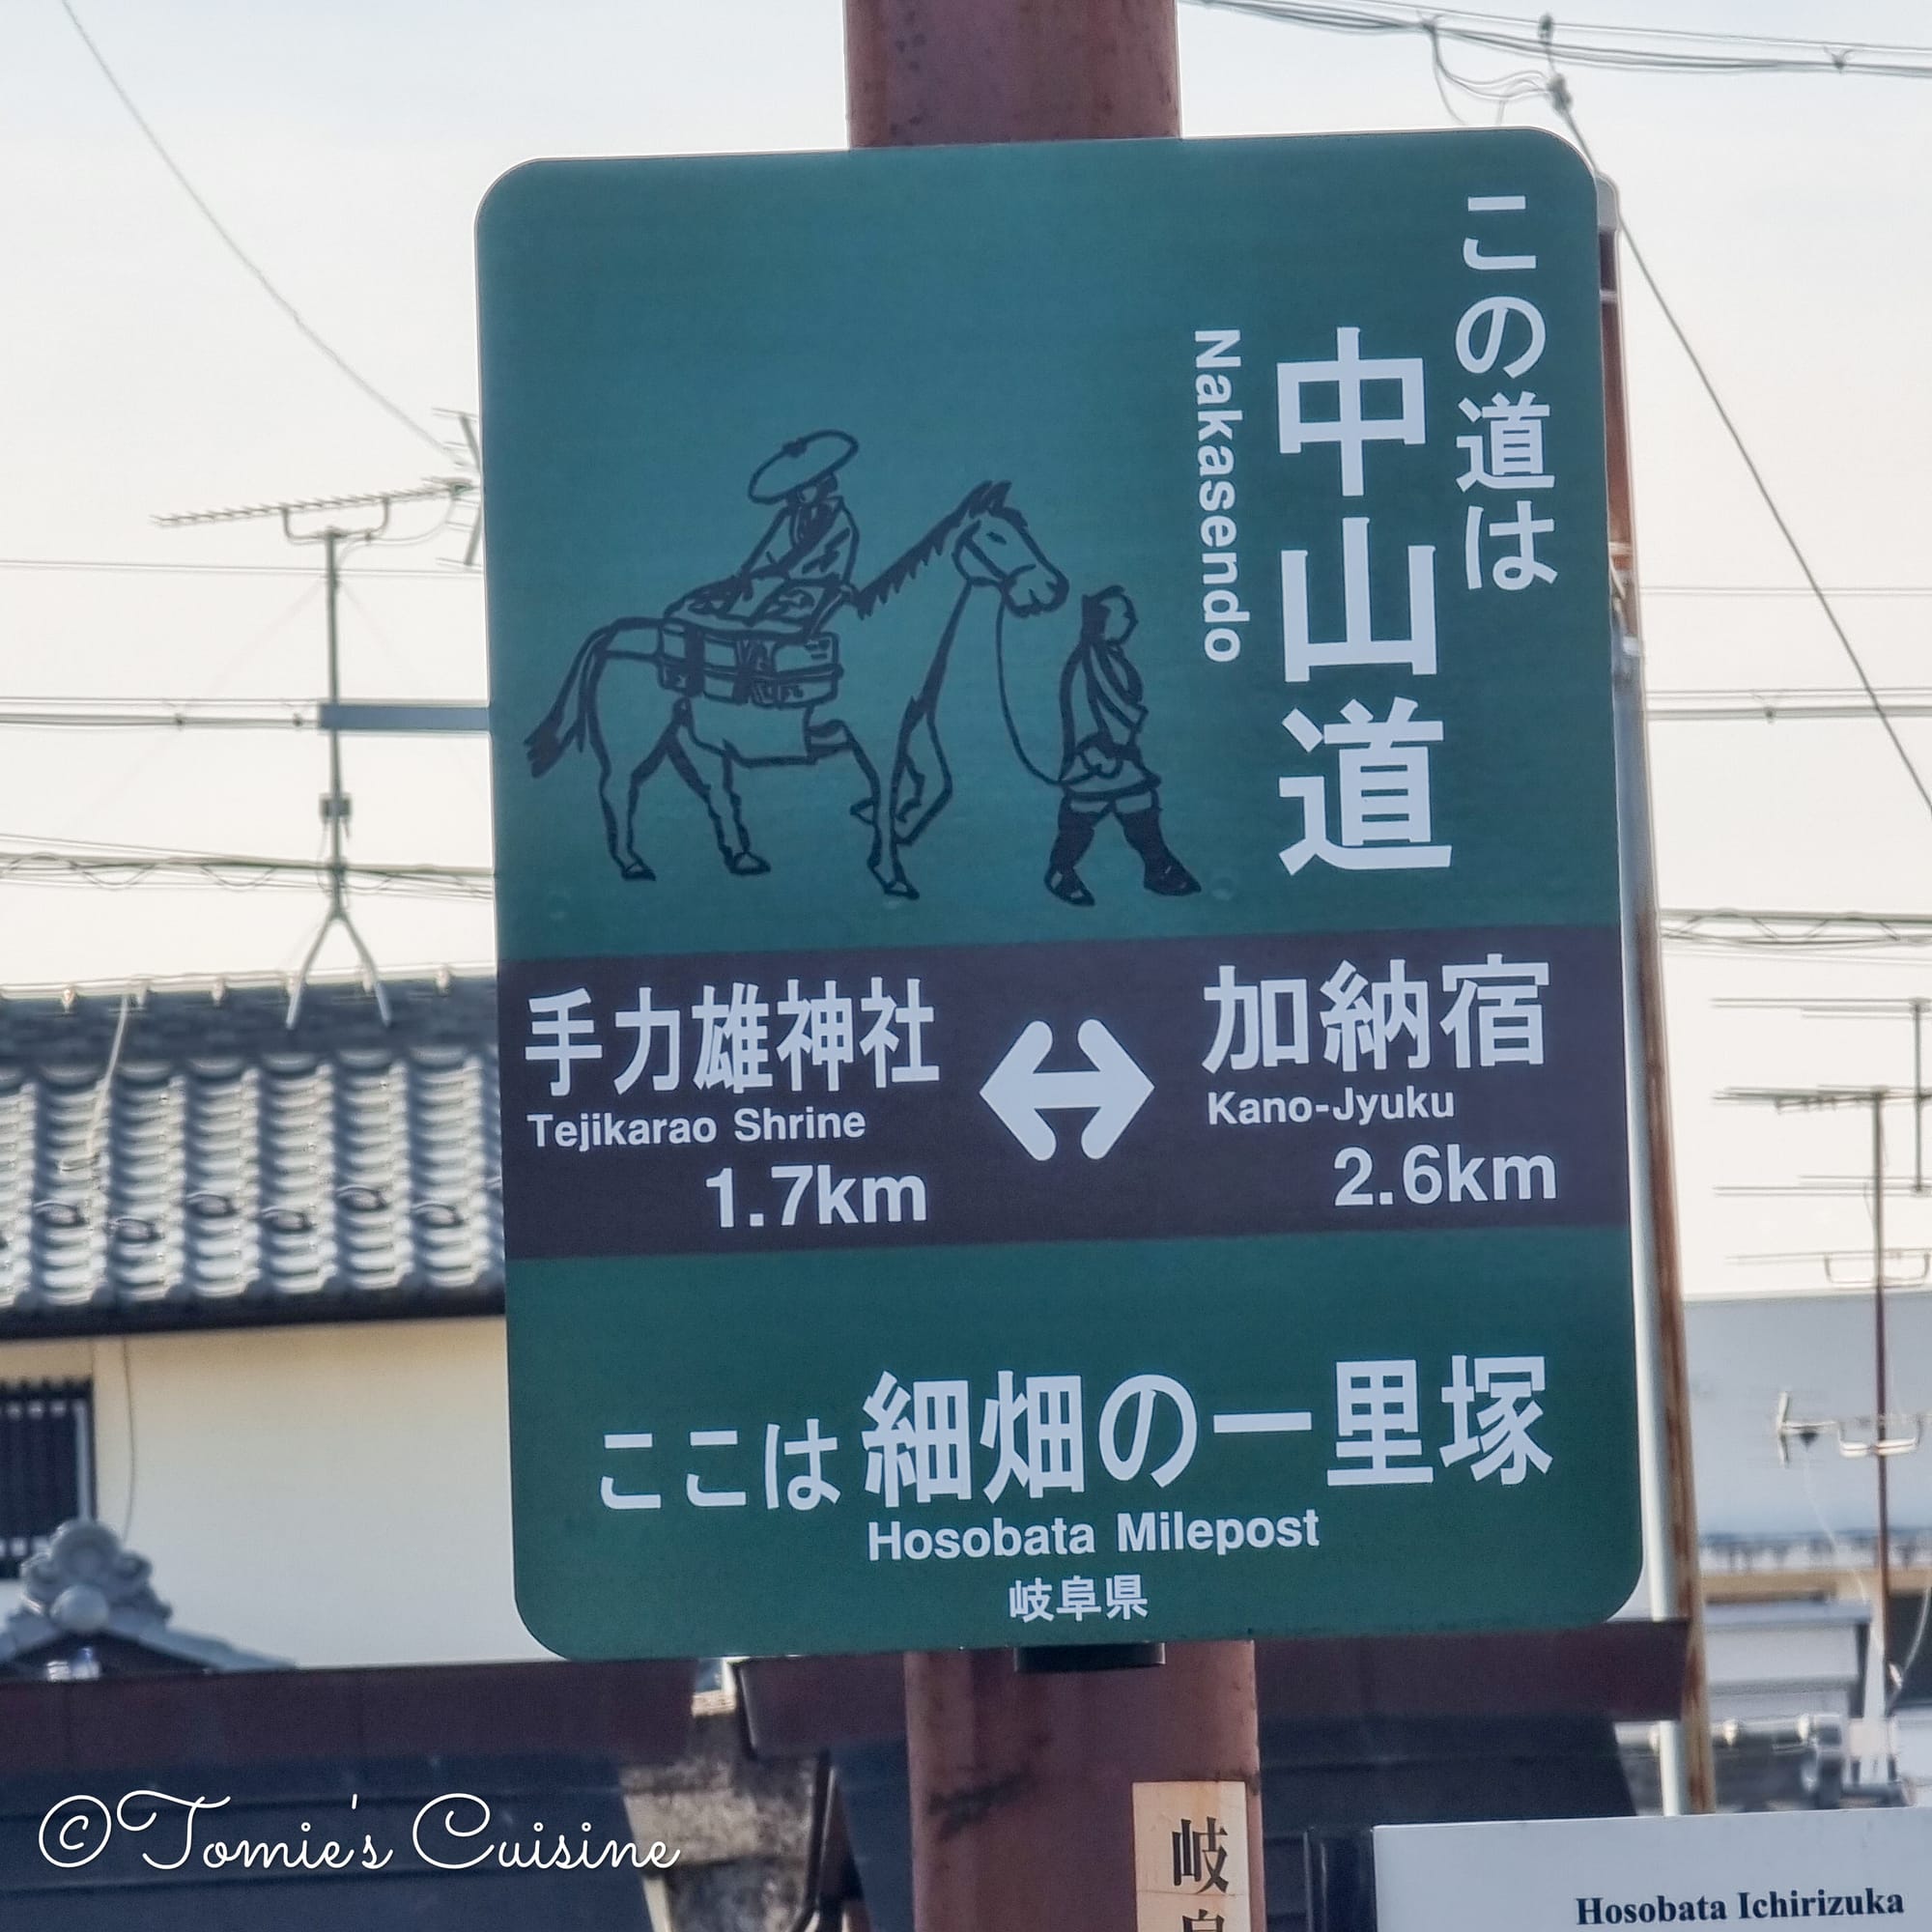 この道は
中山道
Nakasendo
手力雄神社
Tejikarao Shrine
1.7km
加納宿
Kano-Jyuku
2.6km
ここは細畑の一里塚
Hosobata Milepost
岐阜県
岐
Hosobata Ichirizuka
©Tomie's Cuisine